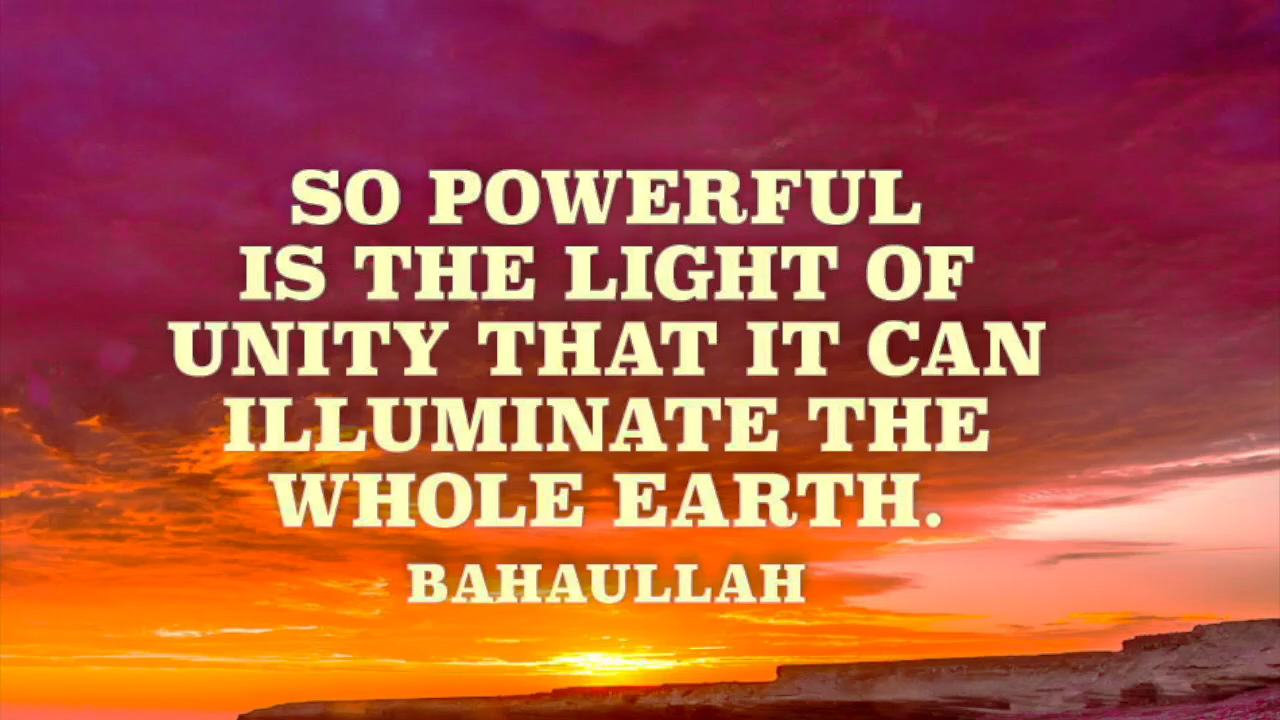 SO POWERFUL
IS THE LIGHT OF
UNITY THAT IT CAN
ILLUMINATE THE
WHOLE EARTH.
BAHAULLAH